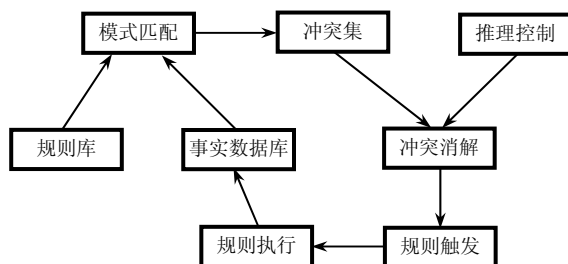 模式匹配
冲突集
推理控制
规则库
事实数据库
冲突消解
规则执行
规则触发